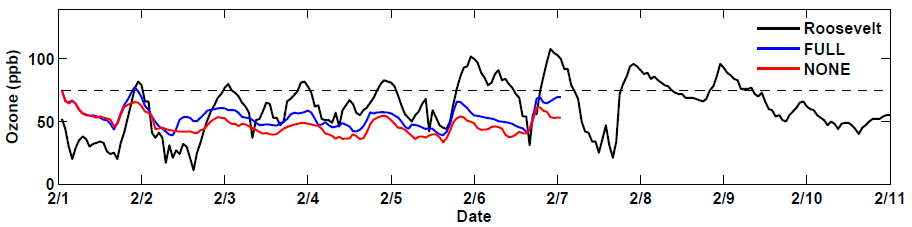 Roosevelt
FULL
NONE
Ozone (ppb)
100
50
0
2/1 2/2 2/3 2/4 2/5 2/6 2/7 2/8 2/9 2/10 2/11
Date